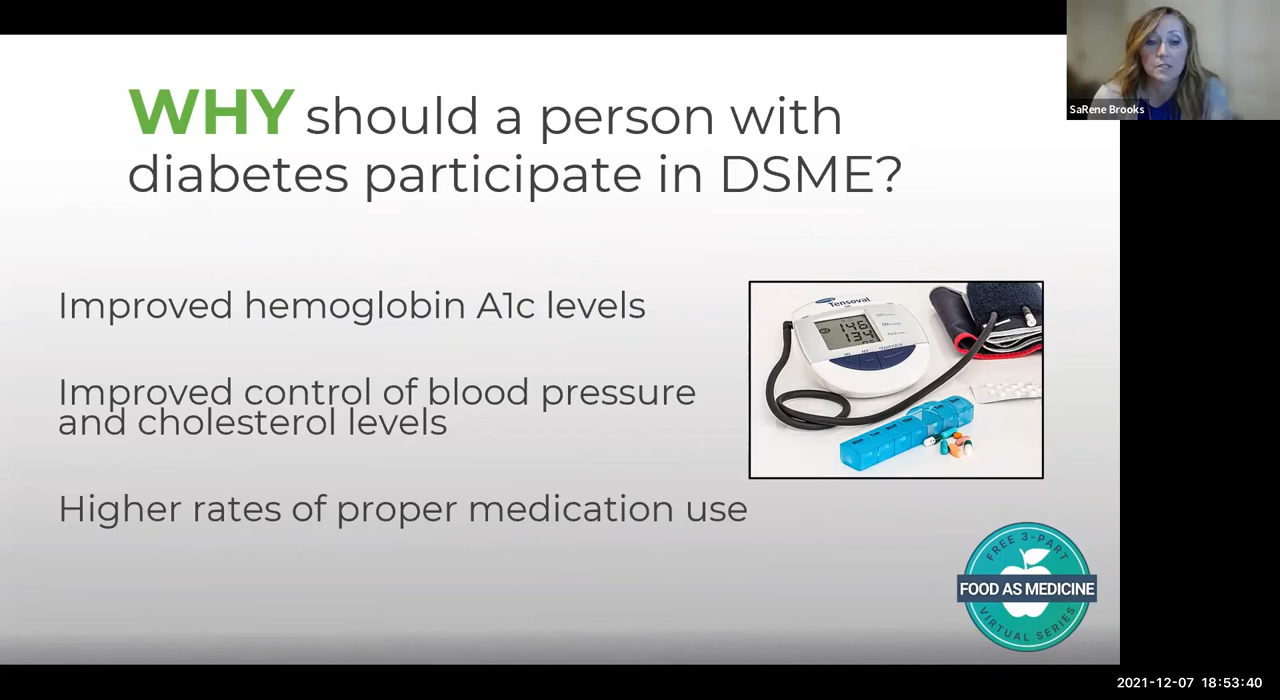 WHY should a person with
diabetes participate in DSME?
SaRene Brooks
Improved hemoglobin A1c levels
Improved control of blood pressure
and cholesterol levels
Higher rates of proper medication use
Tensoval
146
134
FREE 3-PART
FOOD AS MEDICINE
VIRTUAL SERIES
2021-12-07 18:53:40